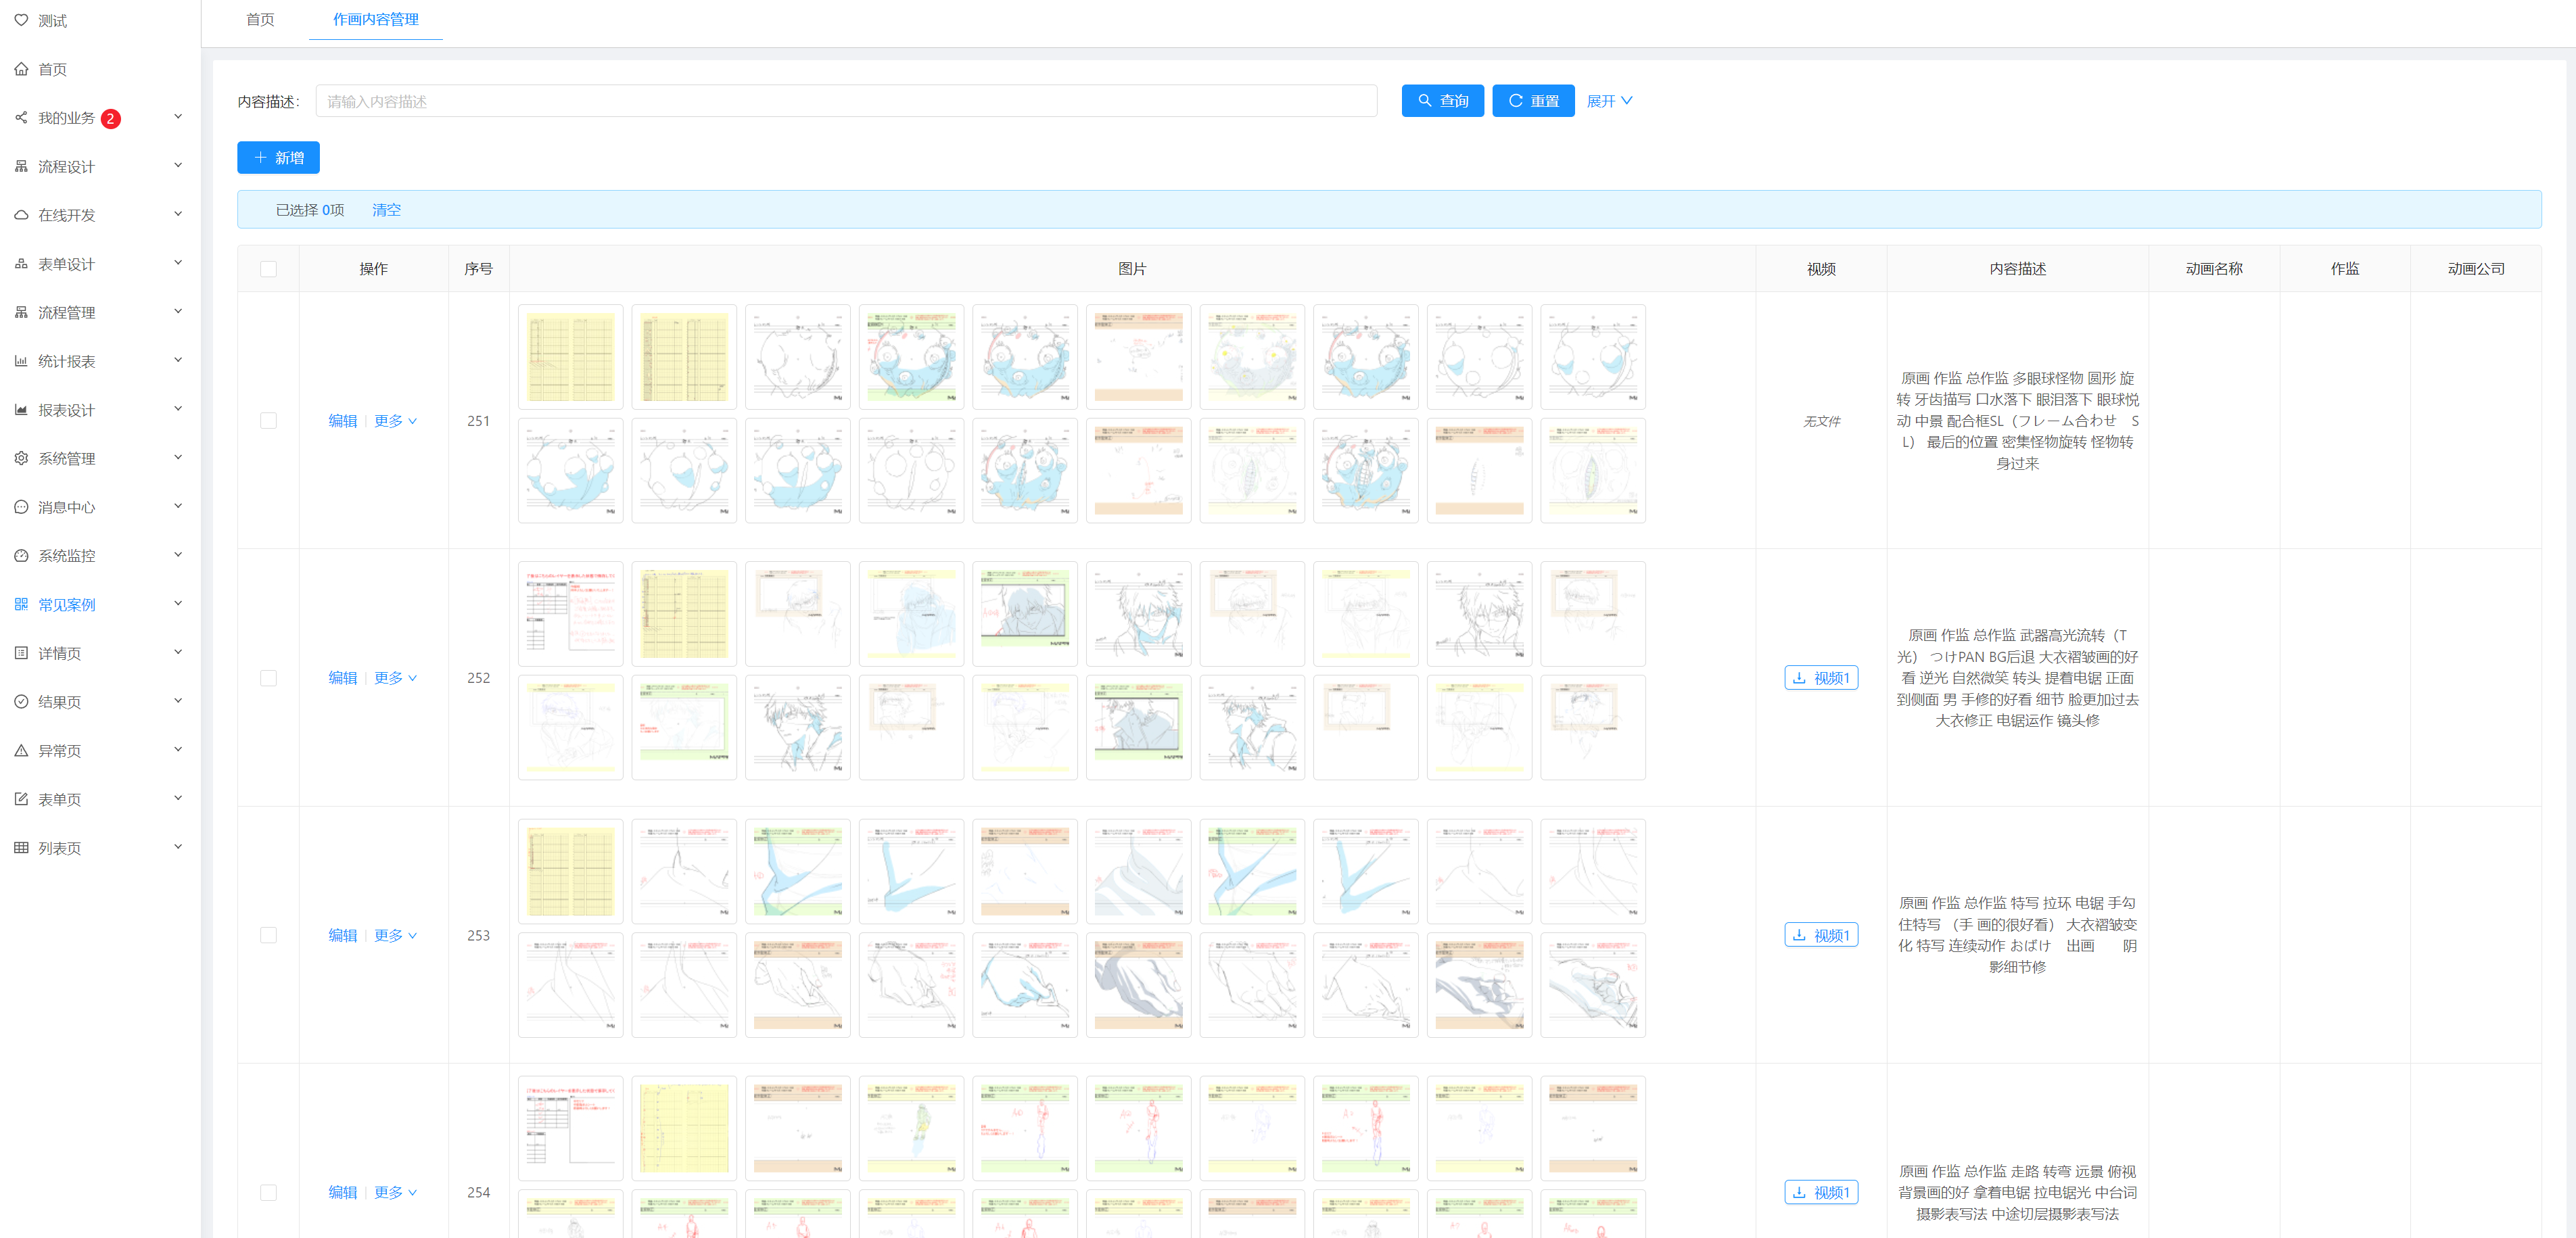 测试
首页
我的业务 2
流程设计
在线开发
表单设计
流程管理
统计报表
报表设计
系统管理
消息中心
系统监控
常见案例
详情页
结果页
异常页
表单页
列表页
首页 作画内容管理
内容描述： 请输入内容描述 查询 重置 展开
新增
已选择 0项 清空
操作 序号 图片 视频 内容描述 动画名称 作监 动画公司
编辑 更多 251 无文件
原画 作监 总作监 多眼球怪物 圆形 旋
转 牙齿描写 口水落下 眼泪落下 眼球悦
动 中景 配合框SL（フレーム合わせ　S
L） 最后的位置 密集怪物旋转 怪物转
身过来
编辑 更多 252 视频1
原画 作监 总作监 武器高光流转（T
光） つけPAN BG后退 大衣褶皱画的好
看 逆光 自然微笑 转头 提着电锯 正面
到侧面 男 手修的好看 细节 脸更加过去
大衣修正 电锯运作 镜头修
编辑 更多 253 视频1
原画 作监 总作监 特写 拉环 电锯 手勾
住特写 （手 画的很好看） 大衣褶皱变
化 特写 连续动作 おばけ　出画　　阴
影细节修
编辑 更多 254 视频1
原画 作监 总作监 走路 转弯 远景 俯视
背景画的好 拿着电锯 拉电锯光 中台词
摄影表写法 中途切层摄影表写法